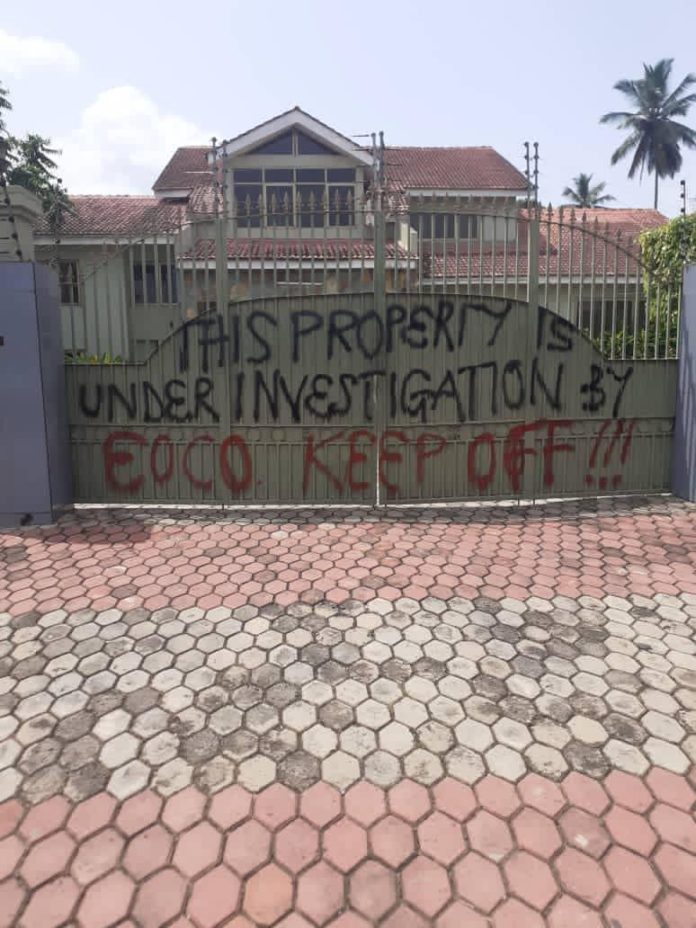 THIS PROPERTY IS
UNDER INVESTIGATION BY
EOCO. KEEP OFF!!!